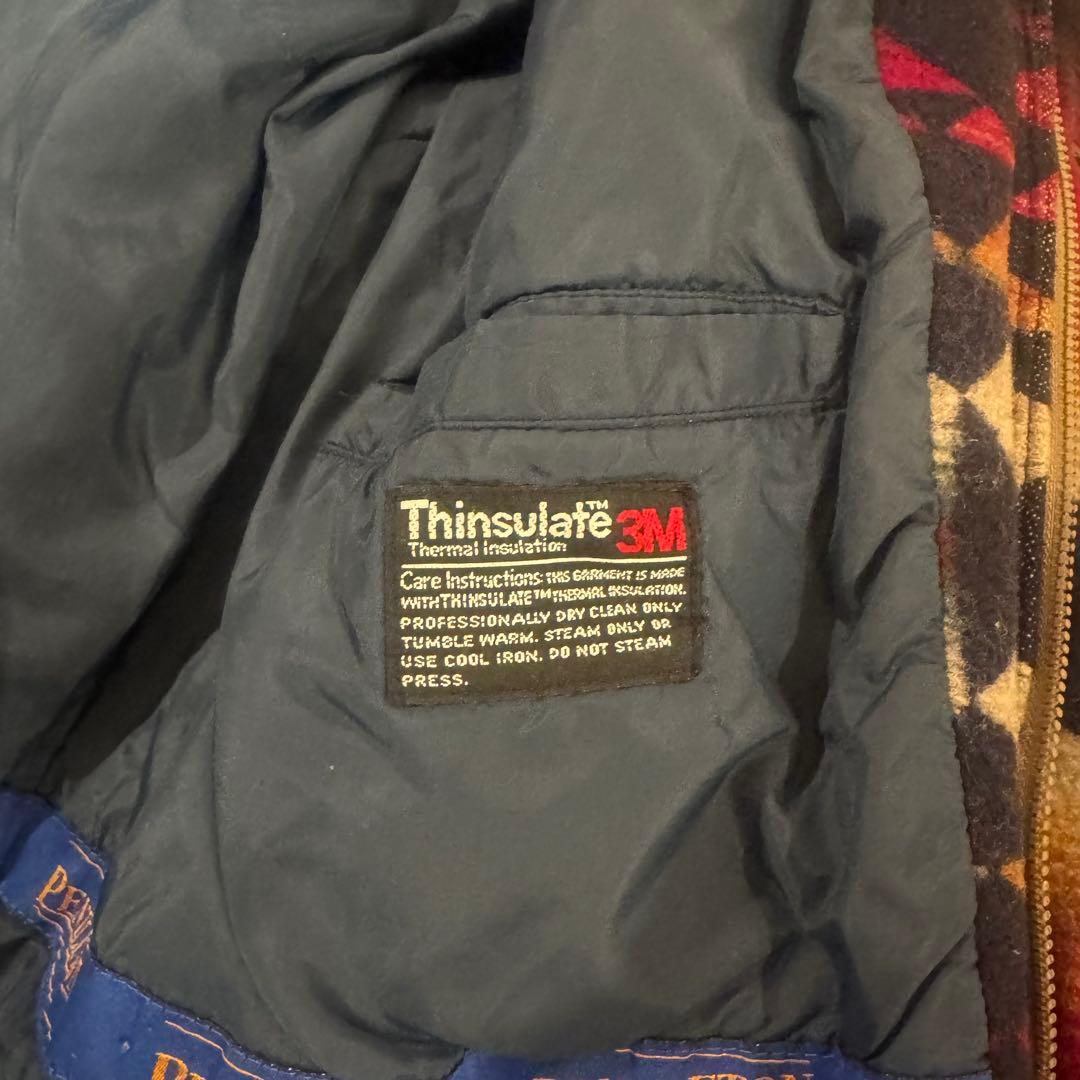 Thinsulate™ 3M
Thermal Insulation
Care Instructions: THIS GARMENT IS MADE
WITH THINSULATE™ THERMAL INSULATION.
PROFESSIONALLY DRY CLEAN ONLY
TUMBLE WARM. STEAM ONLY OR
USE COOL IRON. DO NOT STEAM
PRESS.